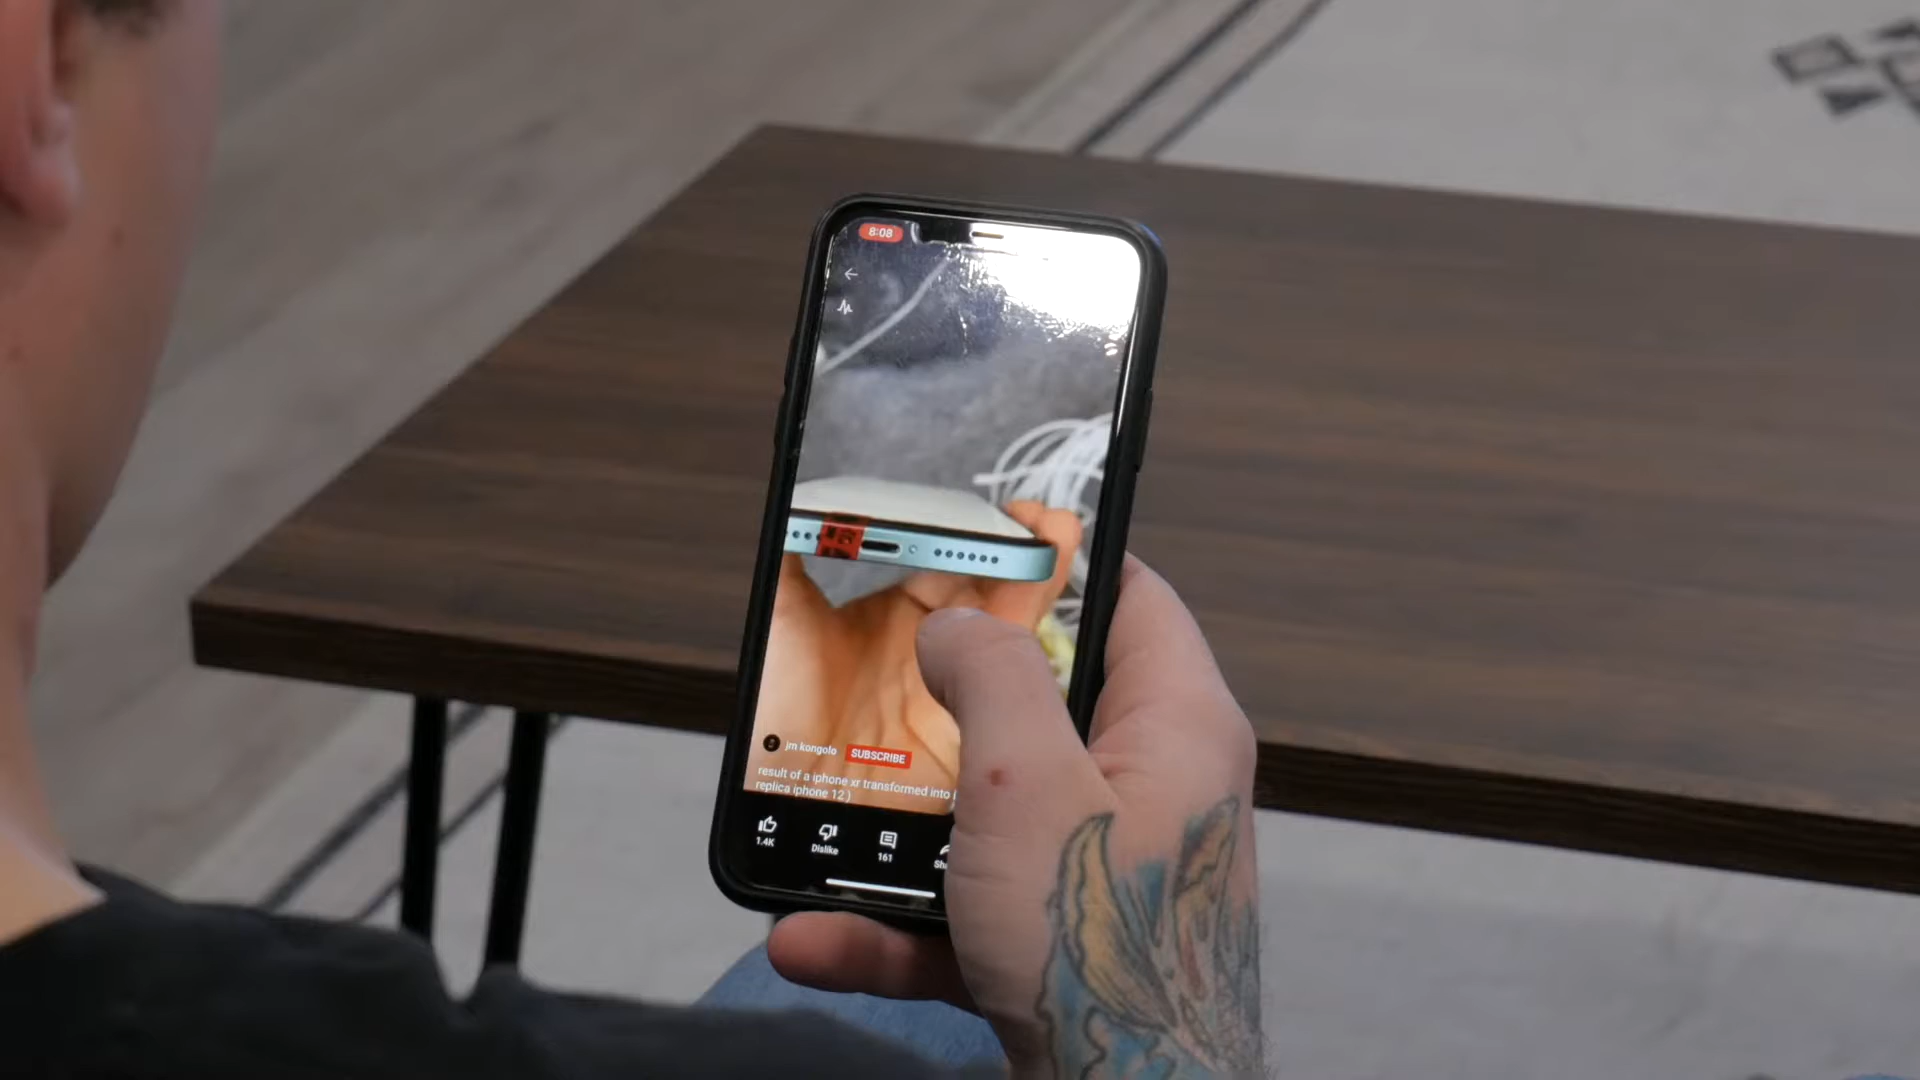 8:08
jm kongolo SUBSCRIBE
result of a iphone xr transformed into
replica iphone 12 )
1.4K
Dislike
161